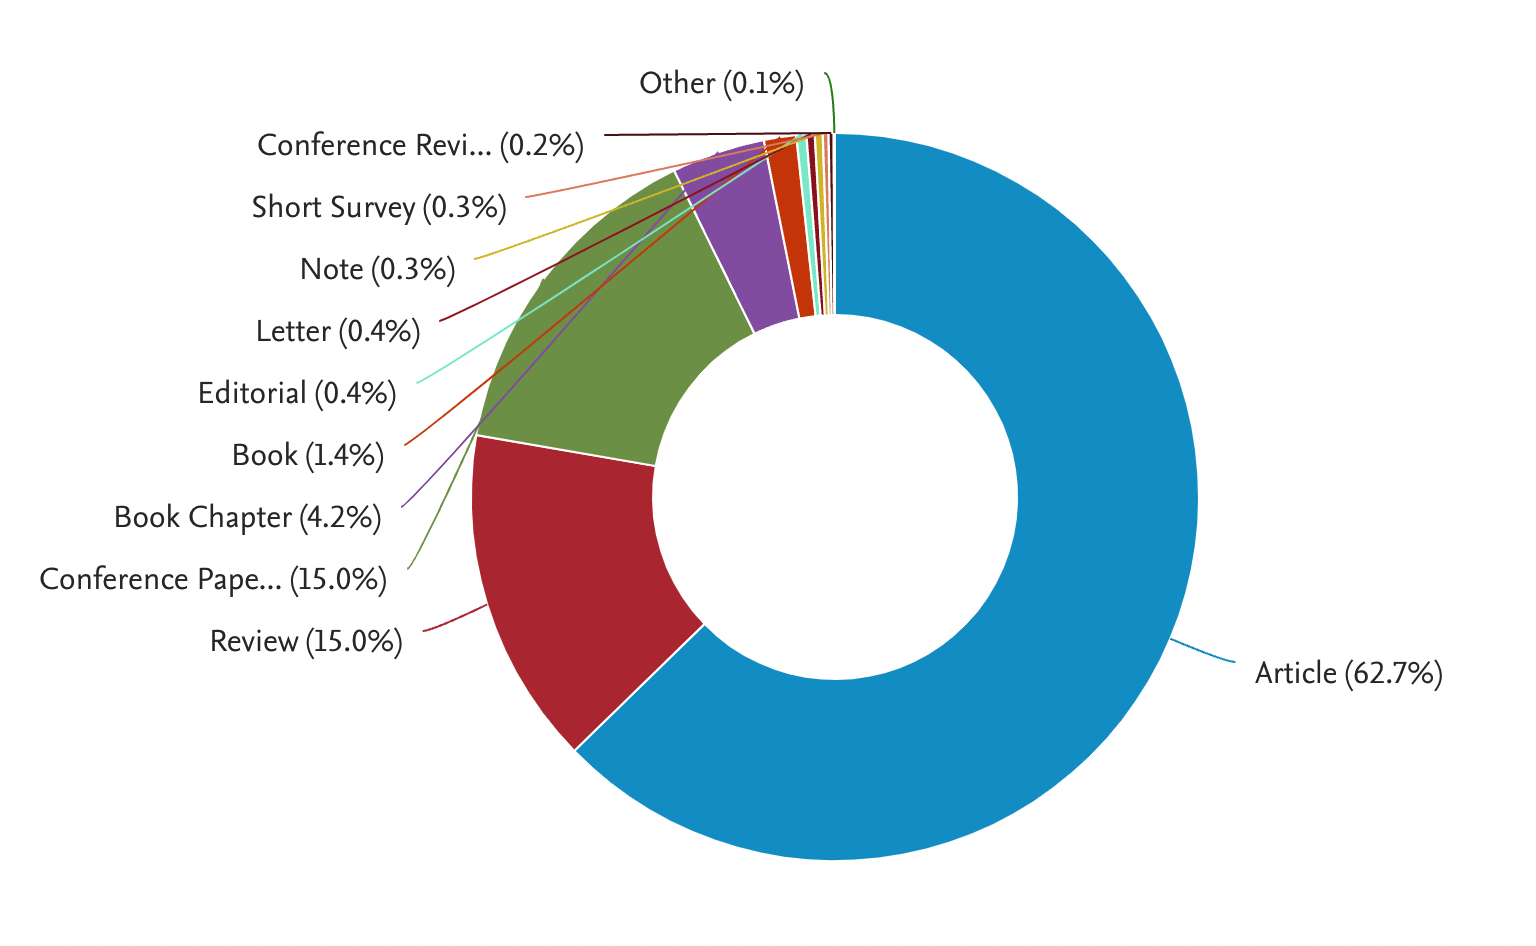 Other (0.1%)
Conference Revi... (0.2%)
Short Survey (0.3%)
Note (0.3%)
Letter (0.4%)
Editorial (0.4%)
Book (1.4%)
Book Chapter (4.2%)
Conference Pape... (15.0%)
Review (15.0%)
Article (62.7%)